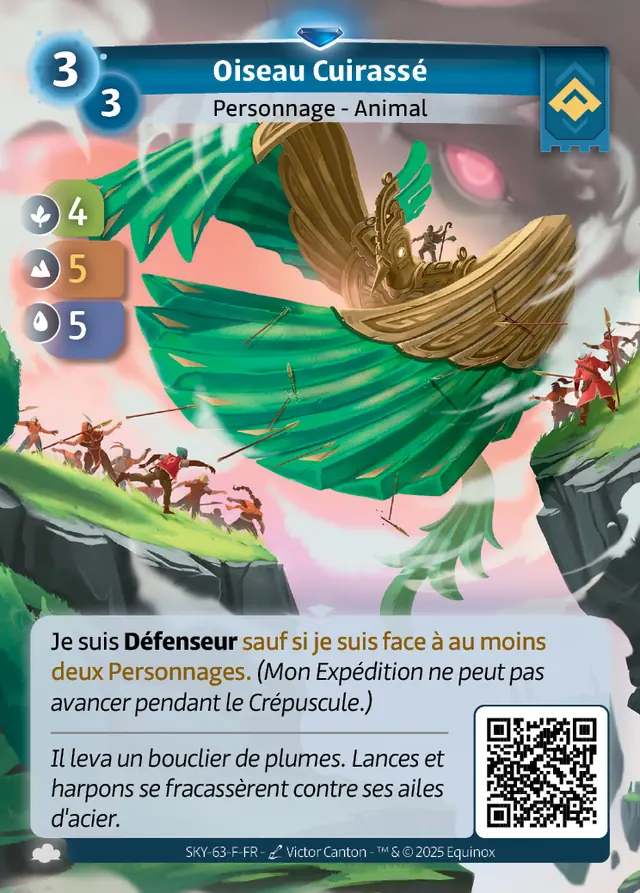 3
Oiseau Cuirassé
3
Personnage - Animal
4
5
5
Je suis Défenseur sauf si je suis face à au moins
deux Personnages. (Mon Expédition ne peut pas
avancer pendant le Crépuscule.)
Il leva un bouclier de plumes. Lances et
harpons se fracassèrent contre ses ailes
d'acier.
SKY-63-F-FR - Victor Canton - ™ & © 2025 Equinox